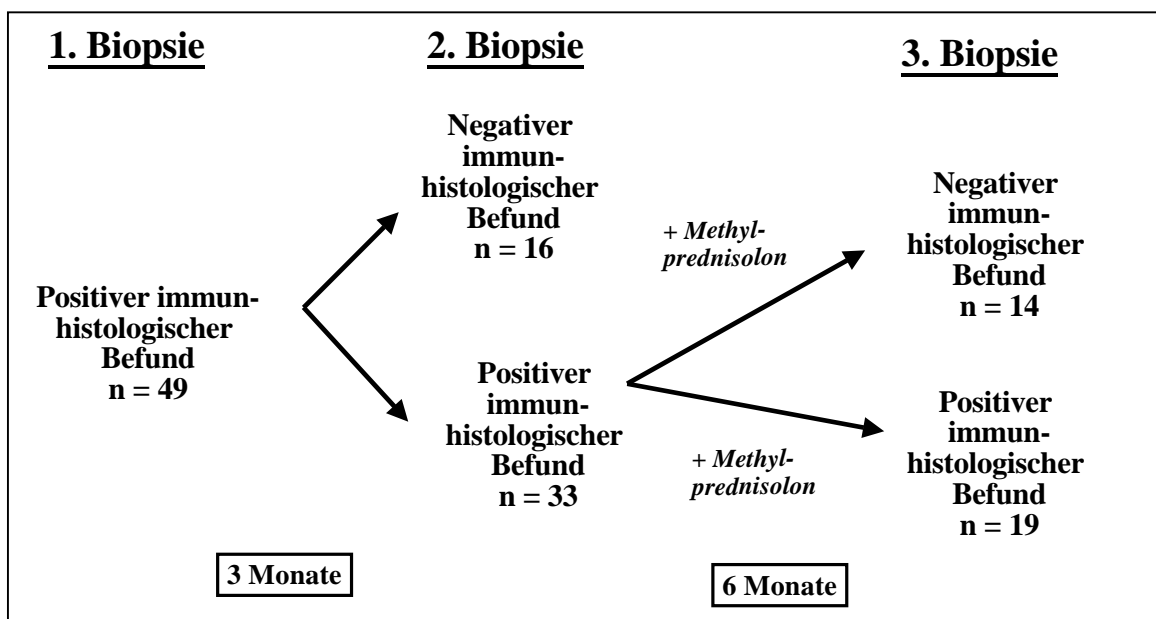 1. Biopsie
2. Biopsie
3. Biopsie
Positiver immun-
histologischer
Befund
n = 49
Negativer
immun-
histologischer
Befund
n = 16
Positiver
immun-
histologischer
Befund
n = 33
+ Methyl-
prednisolon
+ Methyl-
prednisolon
Negativer
immun-
histologischer
Befund
n = 14
Positiver
immun-
histologischer
Befund
n = 19
3 Monate
6 Monate